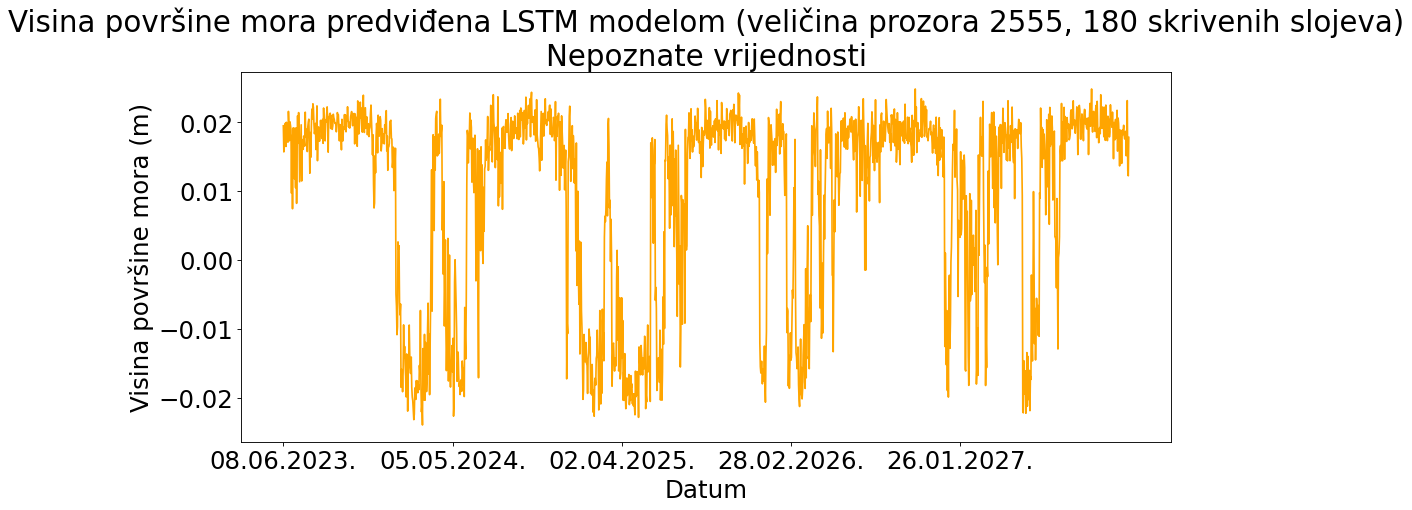 Visina površine mora predviđena LSTM modelom (veličina prozora 2555, 180 skrivenih slojeva)
Nepoznate vrijednosti
Visina površine mora (m)
0.02
0.01
0.00
−0.01
−0.02
08.06.2023. 05.05.2024. 02.04.2025. 28.02.2026. 26.01.2027.
Datum